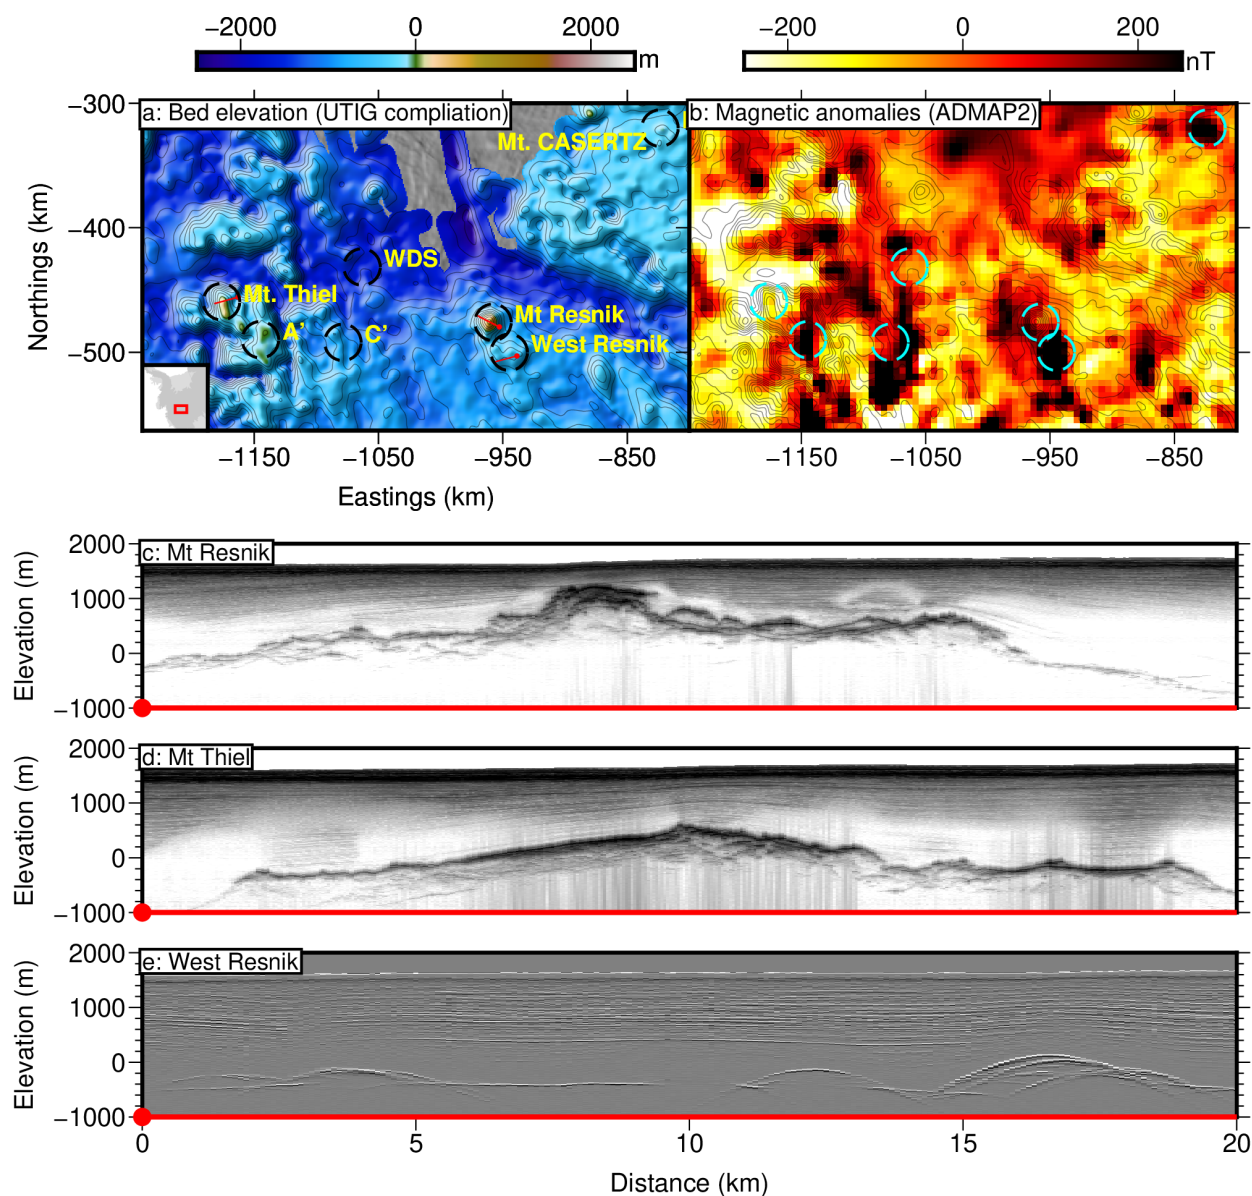 −2000 0 2000
m
−200 0 200
nT
a: Bed elevation (UTIG compliation)
b: Magnetic anomalies (ADMAP2)
Mt. CASERTZ
WDS
Mt. Thiel
A'
C'
Mt Resnik
West Resnik
−300
−400
−500
Northings (km)
−1150 −1050 −950 −850
−1150 −1050 −950 −850
Eastings (km)
c: Mt Resnik
2000
1000
0
−1000
Elevation (m)
d: Mt Thiel
2000
1000
0
−1000
Elevation (m)
e: West Resnik
2000
1000
0
−1000
Elevation (m)
0 5 10 15 20
Distance (km)